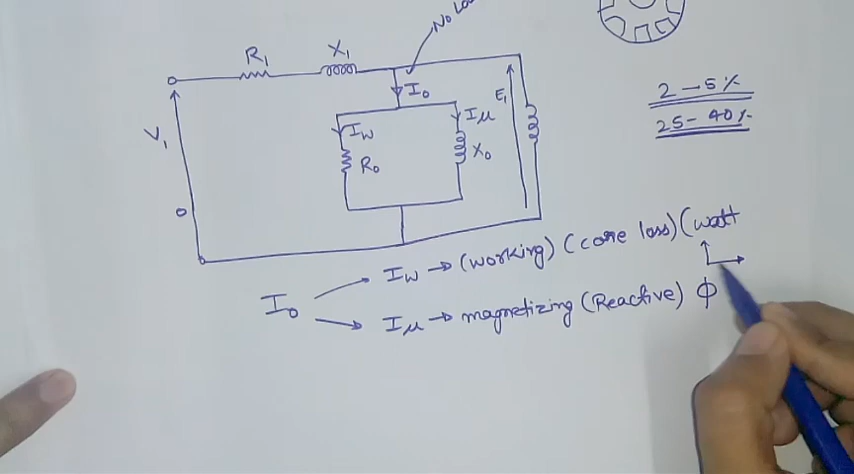 No
R1 X1
I0
2-5%
25-40%
E1
V1
Iw Iμ
R0 X0
Iw → (working) (core loss) (watt
I0
Iμ → magnetizing (Reactive) Φ